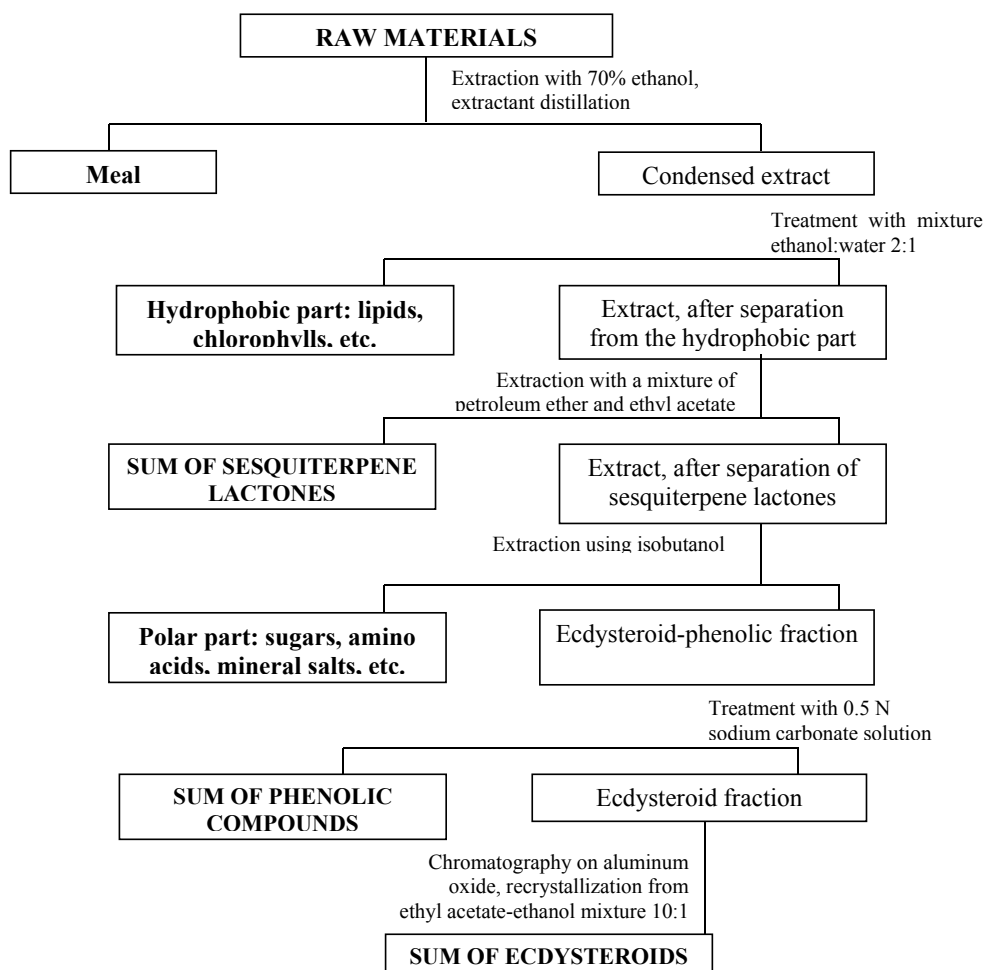 RAW MATERIALS
Extraction with 70% ethanol,
extractant distillation
Meal
Condensed extract
Treatment with mixture
ethanol:water 2:1
Hydrophobic part: lipids,
chlorophylls, etc.
Extract, after separation
from the hydrophobic part
Extraction with a mixture of
petroleum ether and ethyl acetate
SUM OF SESQUITERPENE
LACTONES
Extract, after separation of
sesquiterpene lactones
Extraction using isobutanol
Polar part: sugars, amino
acids, mineral salts, etc.
Ecdysteroid-phenolic fraction
Treatment with 0.5 N
sodium carbonate solution
SUM OF PHENOLIC
COMPOUNDS
Ecdysteroid fraction
Chromatography on aluminum
oxide, recrystallization from
ethyl acetate-ethanol mixture 10:1
SUM OF ECDYSTEROIDS